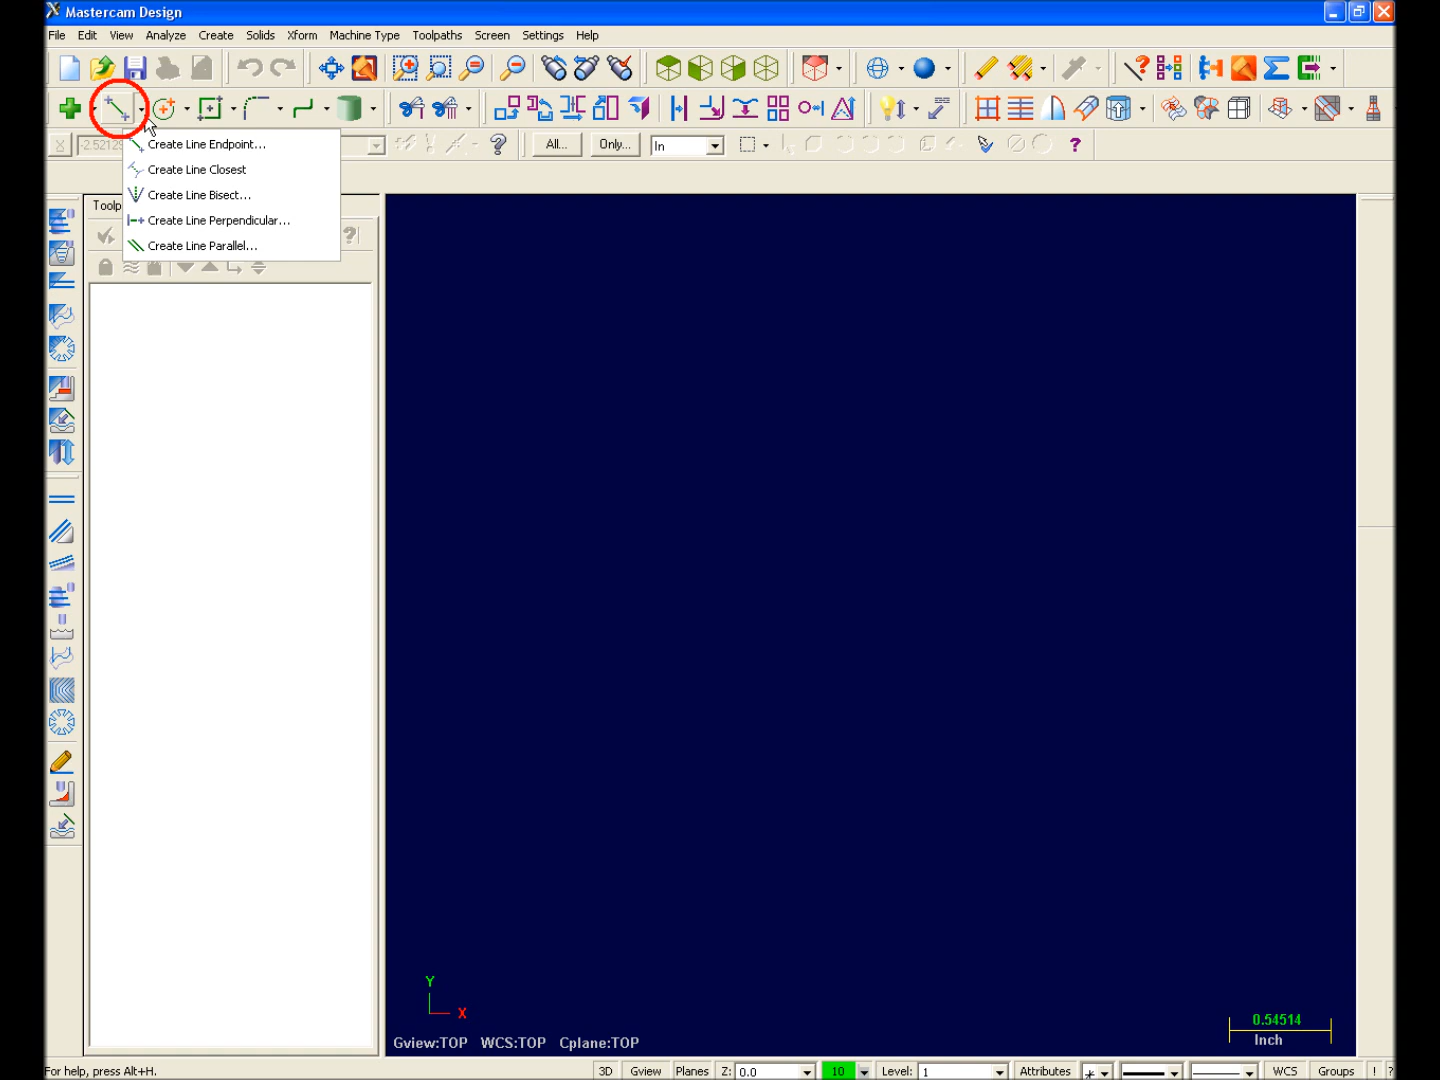 Mastercam Design
File Edit View Analyze Create Solids Xform Machine Type Toolpaths Screen Settings Help
All... Only... In
Create Line Endpoint...
Create Line Closest
Create Line Bisect...
Create Line Perpendicular...
Create Line Parallel...
Toolp
Y
X
0.54514
Inch
Gview:TOP WCS:TOP Cplane:TOP
For help, press Alt+H.
3D Gview Planes Z: 0.0 10 Level: 1 Attributes WCS Groups ! ?